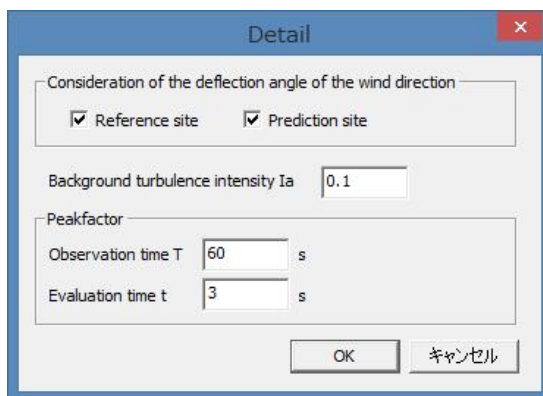 Detail
Consideration of the deflection angle of the wind direction
Reference site Prediction site
Background turbulence intensity Ia 0.1
Peakfactor
Observation time T 60 s
Evaluation time t 3 s
OK キャンセル